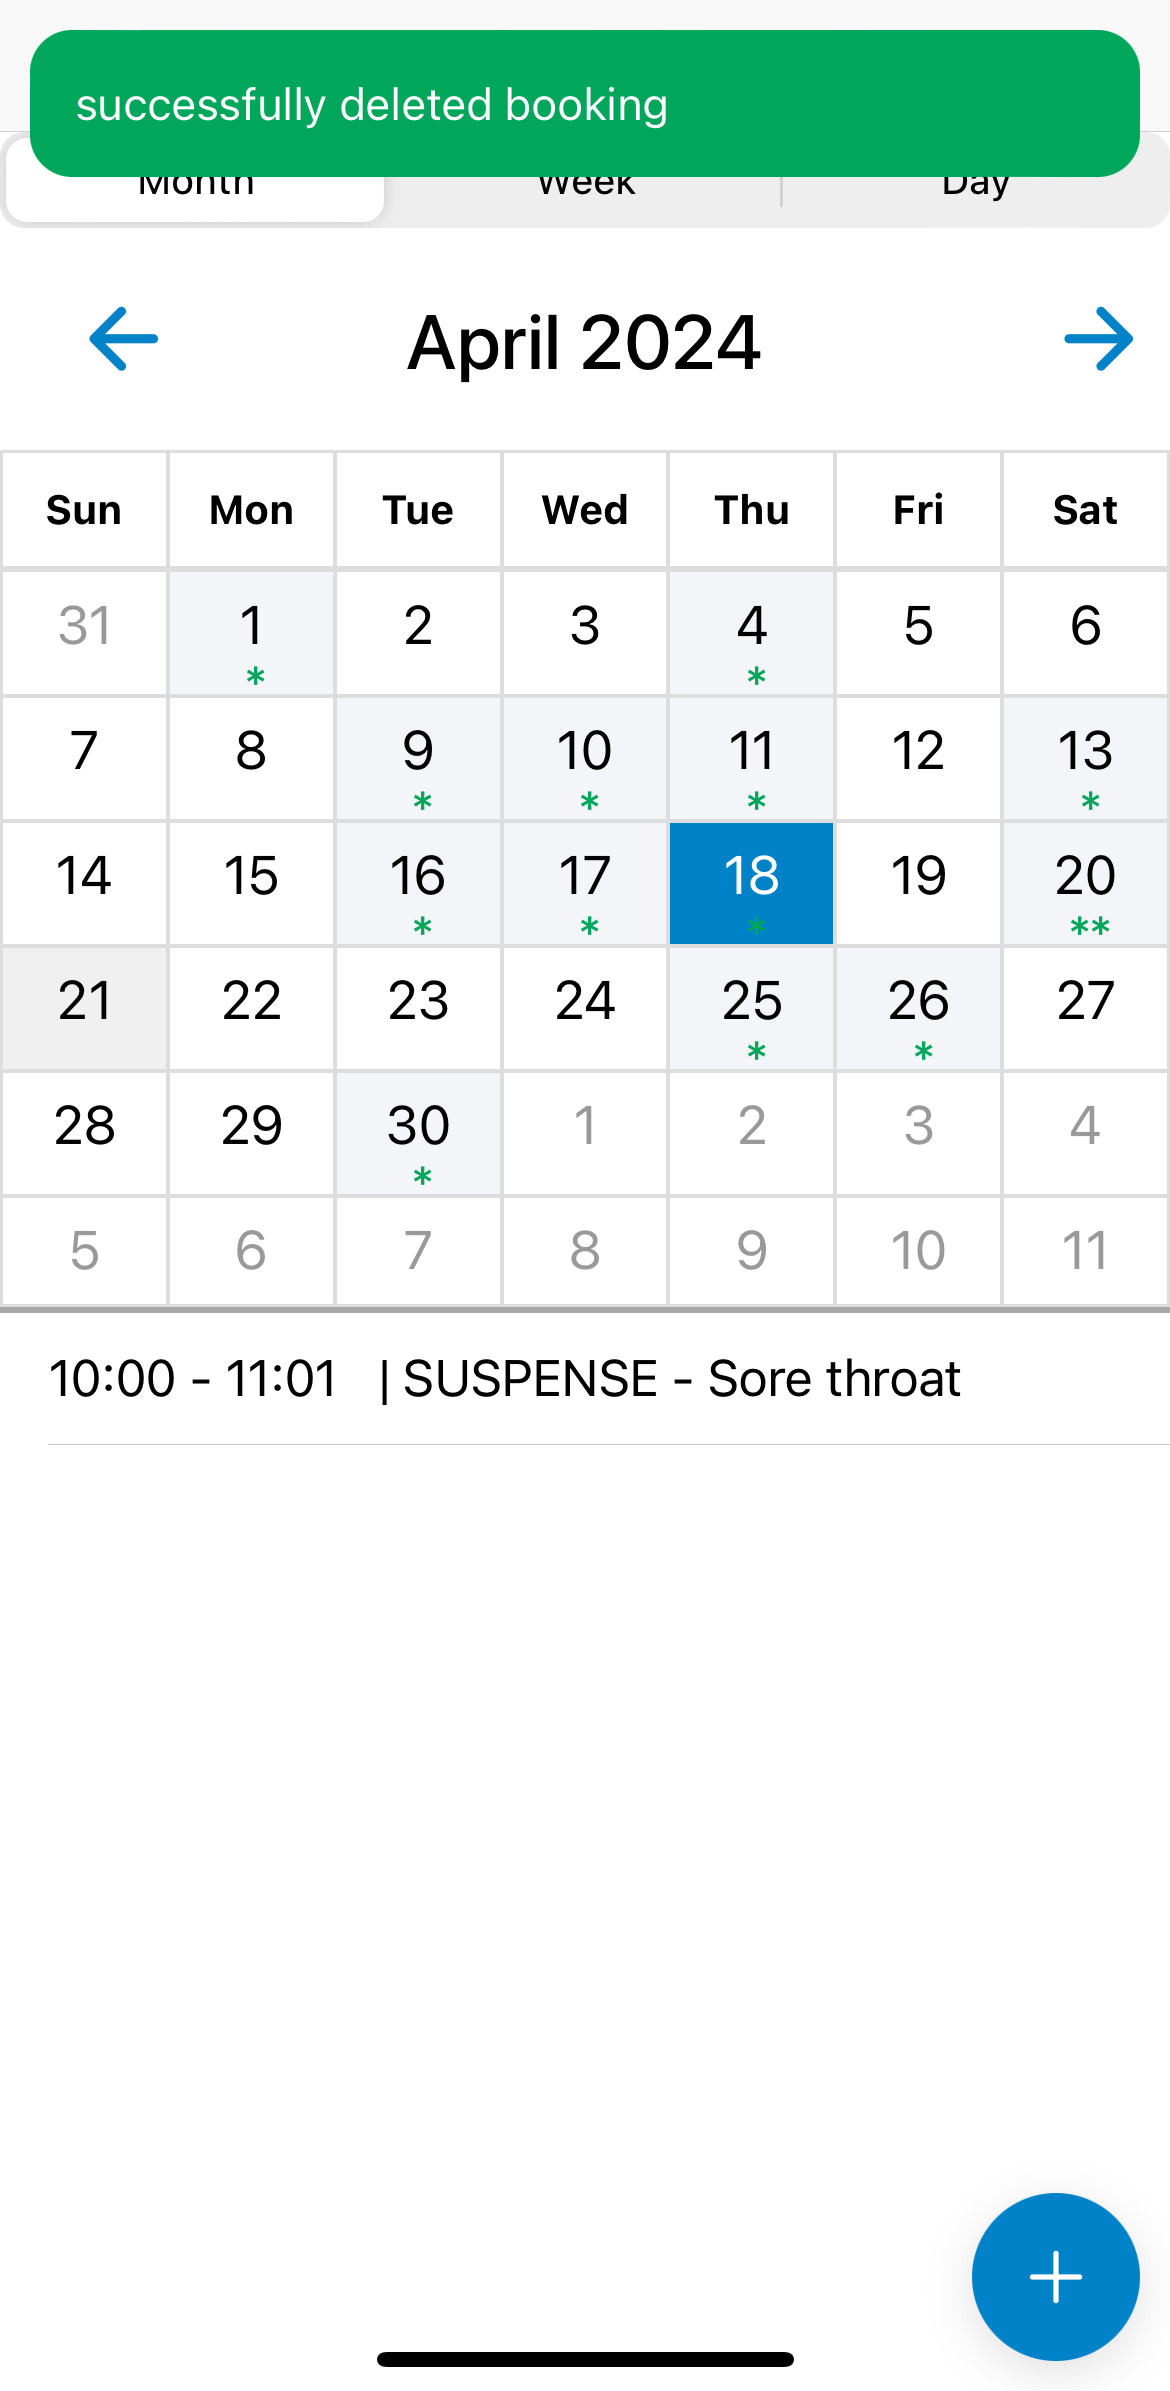 successfully deleted booking
Month Week Day
April 2024
Sun Mon Tue Wed Thu Fri Sat
31 1 2 3 4 5 6
* *
7 8 9 10 11 12 13
* * * *
14 15 16 17 18 19 20
* * * **
21 22 23 24 25 26 27
* *
28 29 30 1 2 3 4
*
5 6 7 8 9 10 11
10:00 - 11:01 | SUSPENSE - Sore throat
+